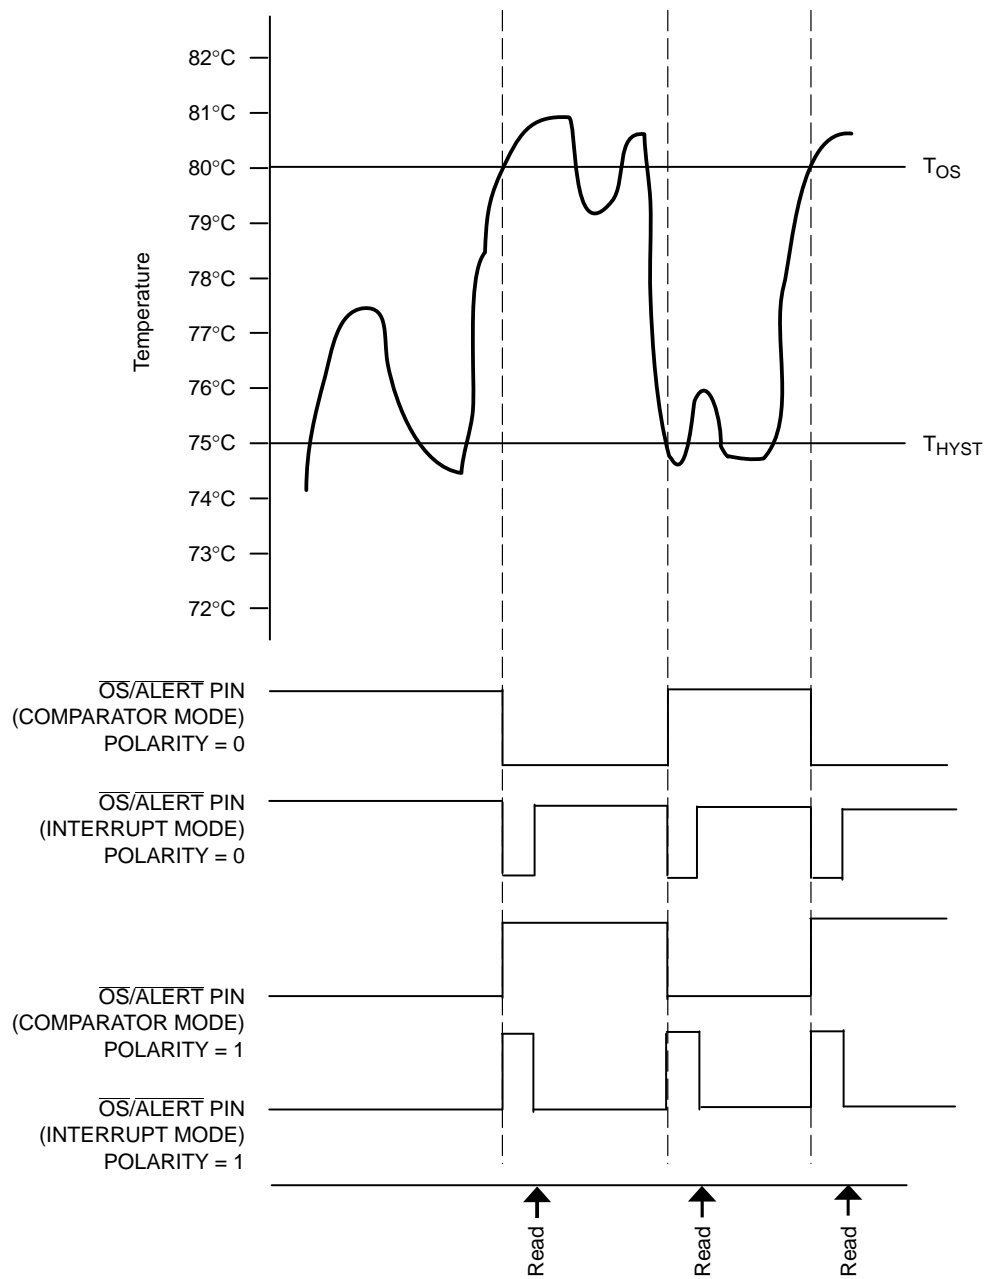 82°C
81°C
80°C
TOS
79°C
78°C
Temperature
77°C
76°C
75°C
THYST
74°C
73°C
72°C
OS/ALERT PIN
(COMPARATOR MODE)
POLARITY = 0
OS/ALERT PIN
(INTERRUPT MODE)
POLARITY = 0
OS/ALERT PIN
(COMPARATOR MODE)
POLARITY = 1
OS/ALERT PIN
(INTERRUPT MODE)
POLARITY = 1
Read
Read
Read